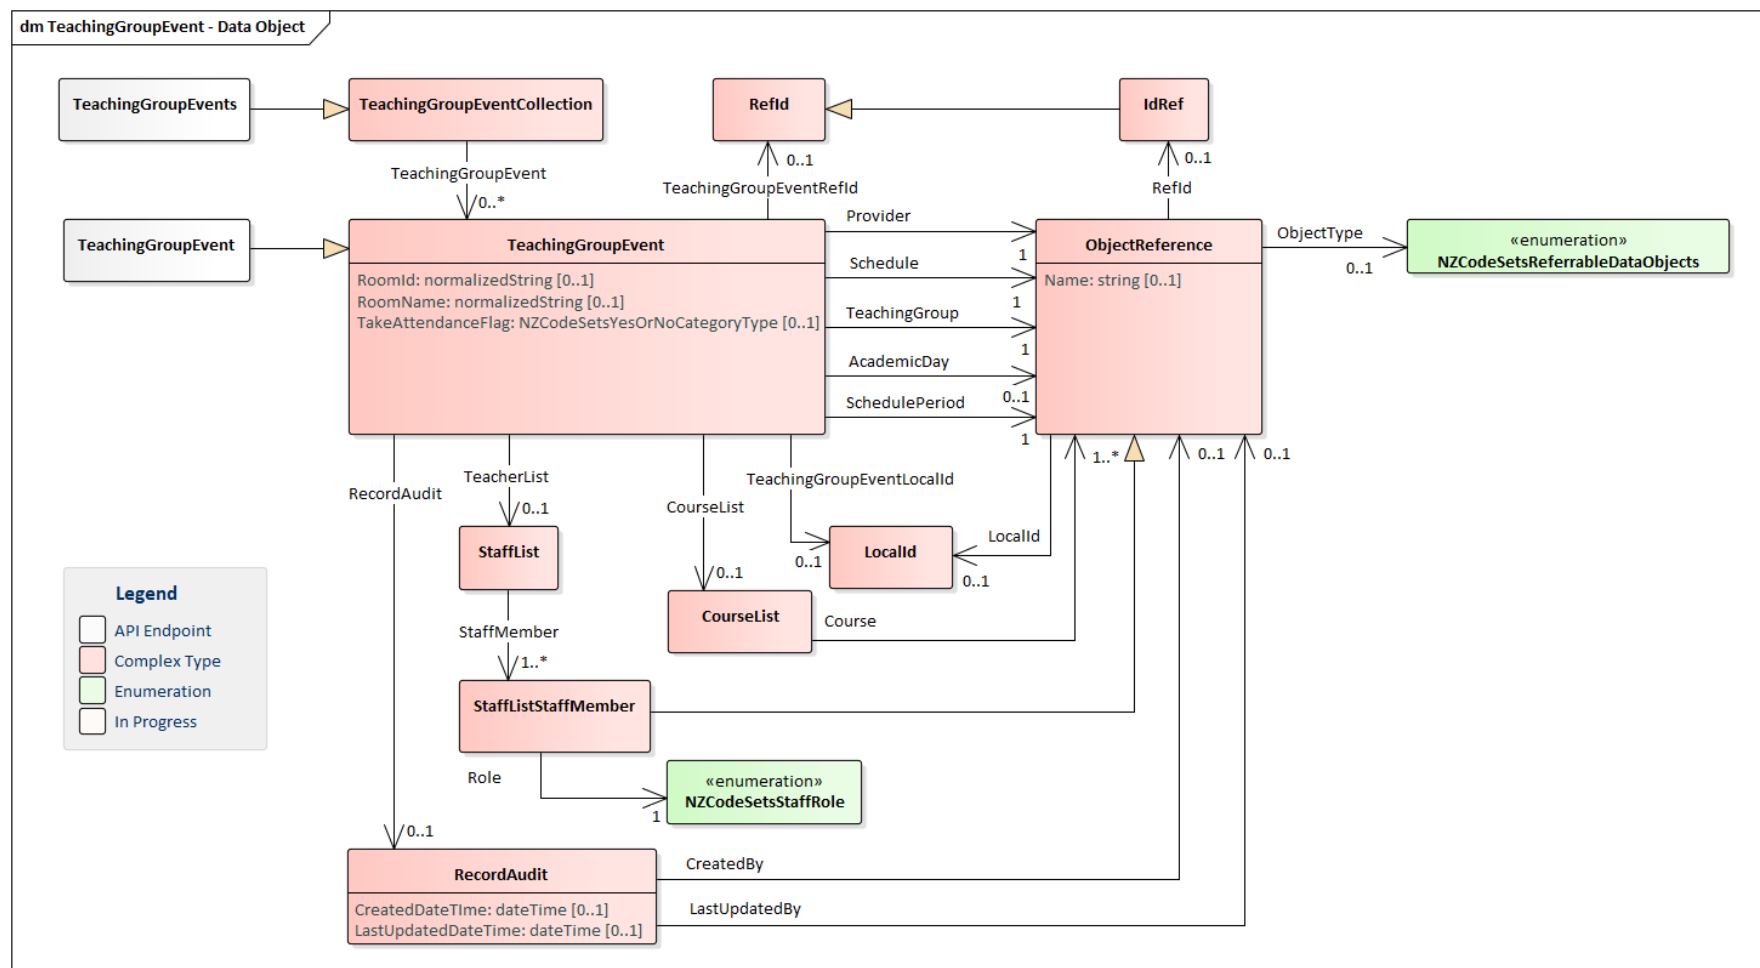 dm TeachingGroupEvent - Data Object
TeachingGroupEvents
TeachingGroupEventCollection
RefId
IdRef
TeachingGroupEvent
0..*
0..1
TeachingGroupEventRefId
0..1
RefId
TeachingGroupEvent
TeachingGroupEvent
RoomId: normalizedString [0..1]
RoomName: normalizedString [0..1]
TakeAttendanceFlag: NZCodeSetsYesOrNoCategoryType [0..1]
Provider
1
Schedule
1
TeachingGroup
1
AcademicDay
0..1
SchedulePeriod
1
ObjectReference
Name: string [0..1]
ObjectType
0..1
«enumeration»
NZCodeSetsReferrableDataObjects
RecordAudit
TeacherList
0..1
CourseList
0..1
TeachingGroupEventLocalId
0..1
LocalId
0..1
1..*
0..1
0..1
StaffList
LocalId
CourseList
Course
StaffMember
1..*
StaffListStaffMember
Role
1
«enumeration»
NZCodeSetsStaffRole
Legend
API Endpoint
Complex Type
Enumeration
In Progress
0..1
RecordAudit
CreatedDateTIme: dateTime [0..1]
LastUpdatedDateTime: dateTime [0..1]
CreatedBy
LastUpdatedBy